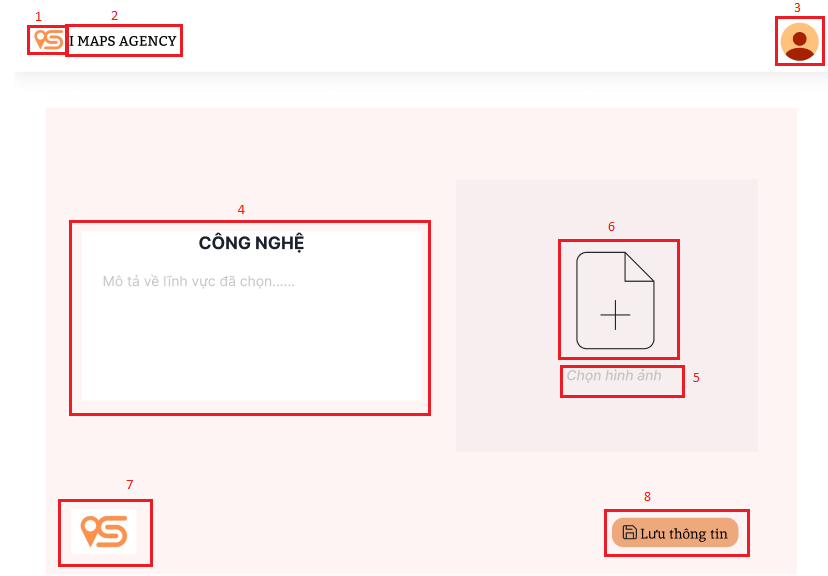 1
2
3
I MAPS AGENCY
4
CÔNG NGHỆ
Mô tả về lĩnh vực đã chọn......
6
Chọn hình ảnh
5
7
8
Lưu thông tin